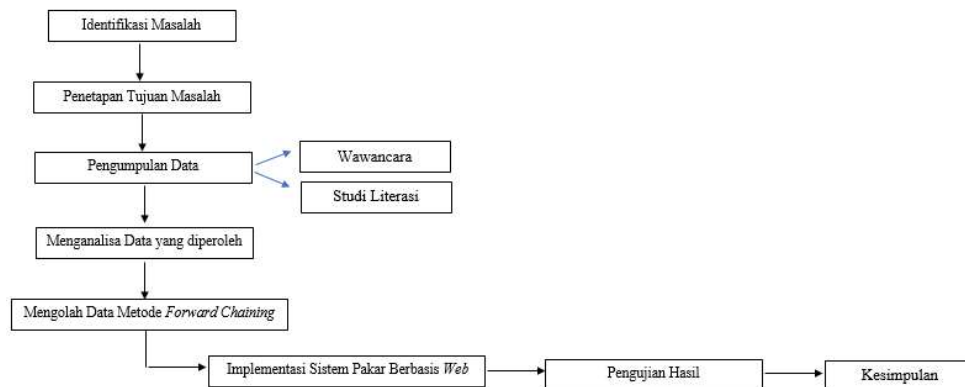 Identifikasi Masalah
Penetapan Tujuan Masalah
Pengumpulan Data
Wawancara
Studi Literasi
Menganalisa Data yang diperoleh
Mengolah Data Metode Forward Chaining
Implementasi Sistem Pakar Berbasis Web
Pengujian Hasil
Kesimpulan